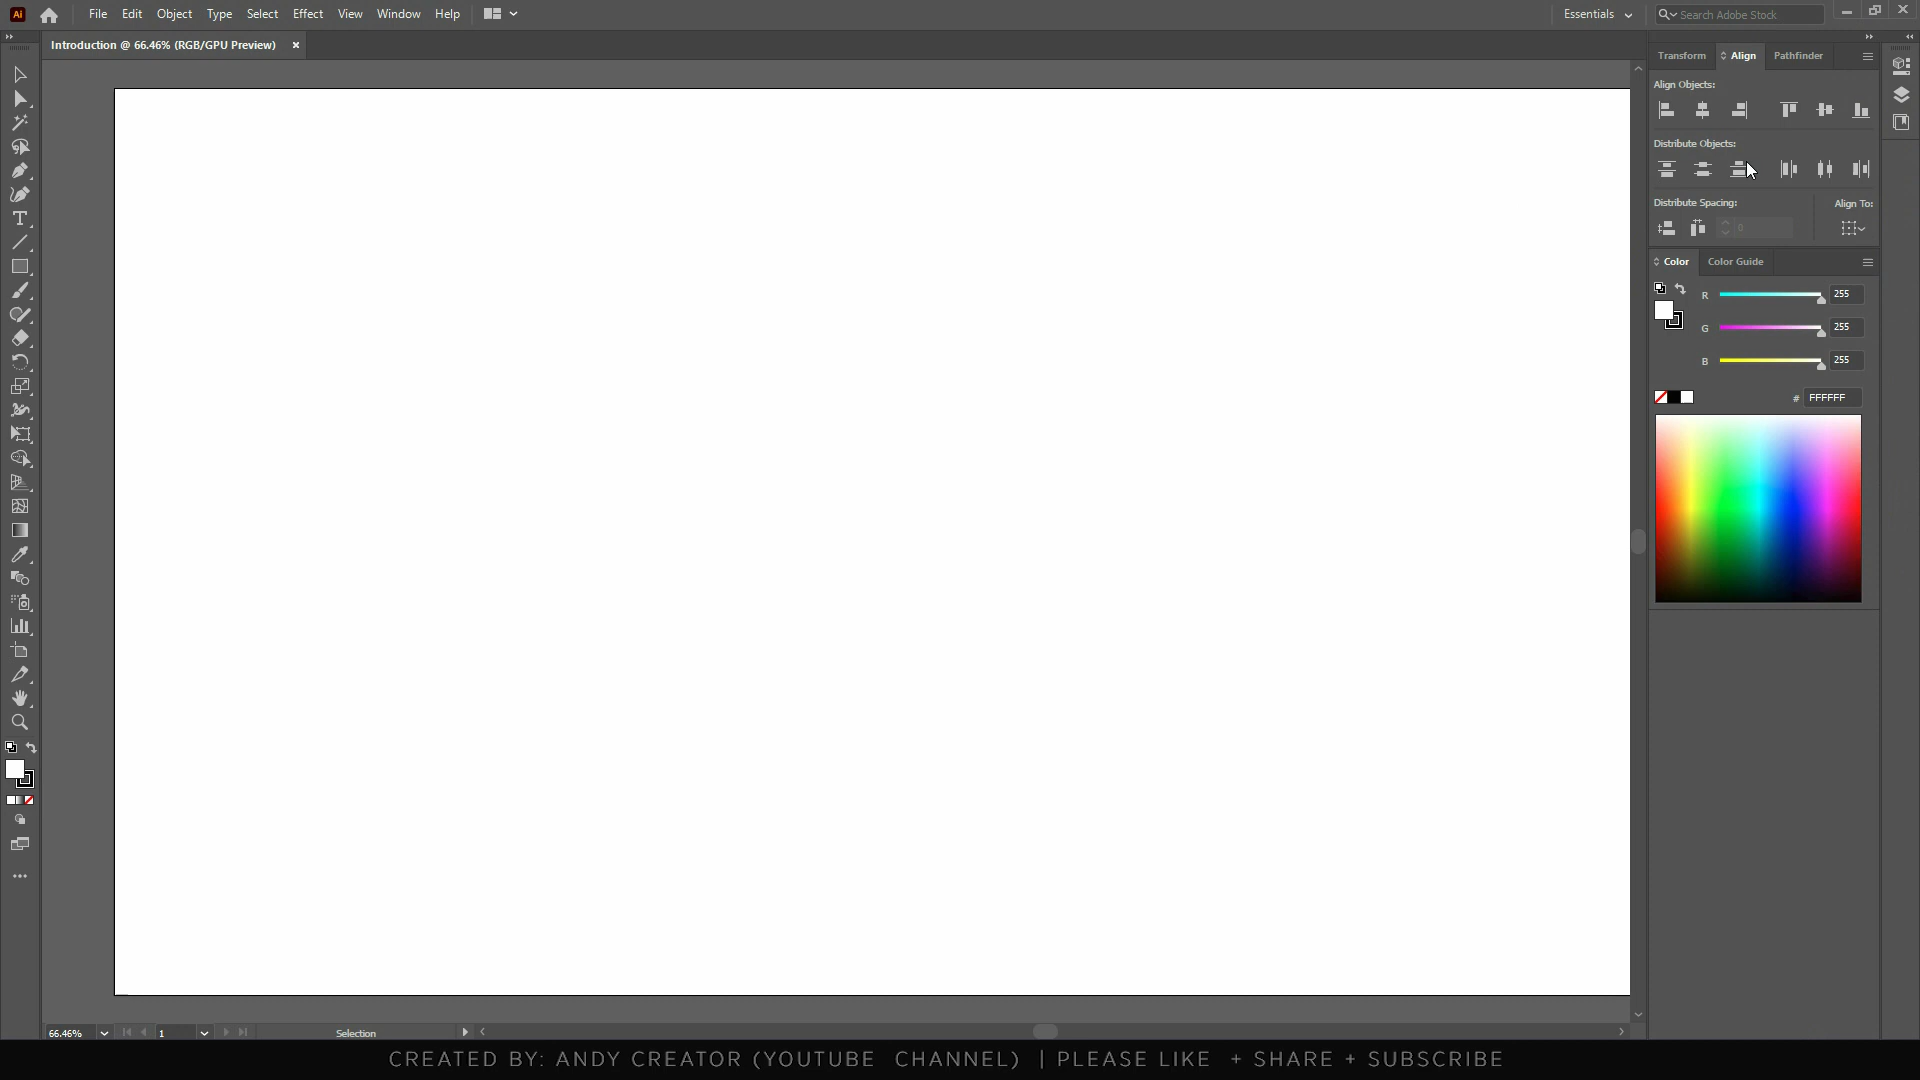 Ai File Edit Object Type Select Effect View Window Help Essentials Search Adobe Stock
Introduction @ 66.46% (RGB/GPU Preview) ×
Transform Align Pathfinder
Align Objects:
Distribute Objects:
Distribute Spacing: Align To:
0
Color Color Guide
R 255
G 255
B 255
# FFFFFF
66.46% 1 Selection
CREATED BY: ANDY CREATOR (YOUTUBE CHANNEL) | PLEASE LIKE + SHARE + SUBSCRIBE